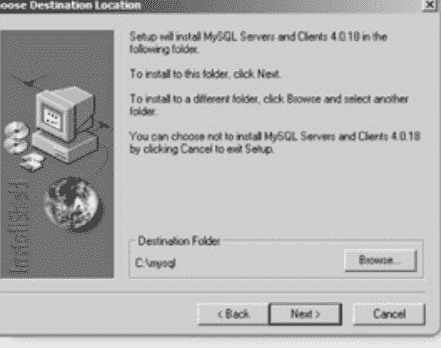 oose Destination Location
Setup will install MySQL Servers and Clients 4.0.18 in the
following folder.
To install to this folder, click Next.
To install to a different folder, click Browse and select another
folder.
You can choose not to install MySQL Servers and Clients 4.0.18
by clicking Cancel to exit Setup.
InstallShield
Destination Folder
C:\mysql
Browse...
< Back
Next >
Cancel